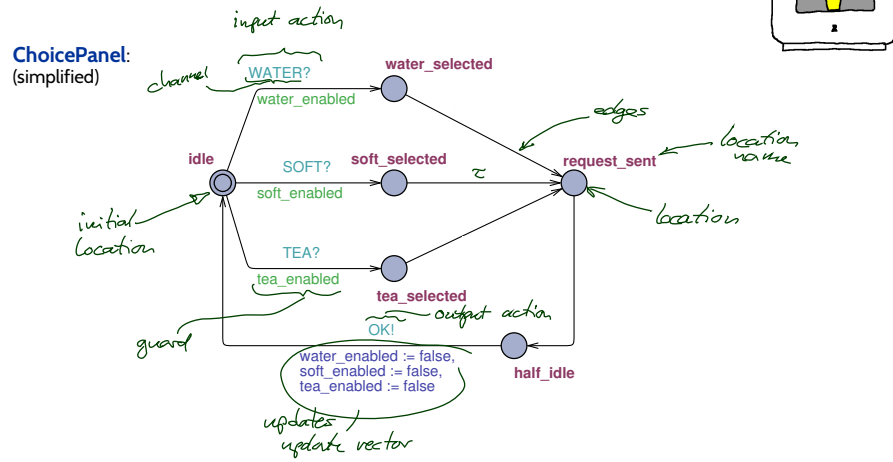 input action
ChoicePanel:
(simplified)
channel
WATER?
water_enabled
water_selected
edges
idle
SOFT?
soft_enabled
soft_selected
τ
request_sent
location
name
initial
location
location
TEA?
tea_enabled
tea_selected
guard
output action
OK!
water_enabled := false,
soft_enabled := false,
tea_enabled := false
half_idle
updates
update vector